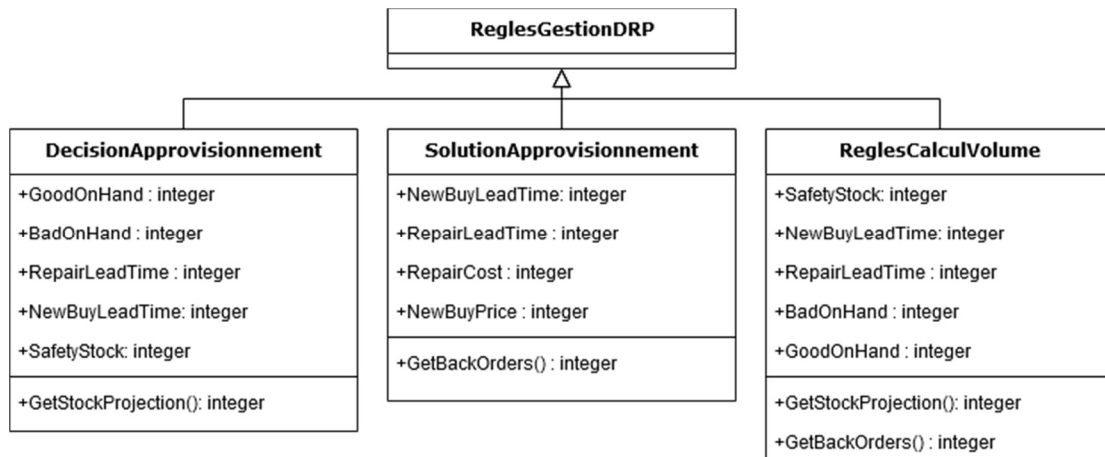 ReglesGestionDRP
DecisionApprovisionnement
+GoodOnHand : integer
+BadOnHand : integer
+RepairLeadTime : integer
+NewBuyLeadTime: integer
+SafetyStock: integer
+GetStockProjection(): integer
SolutionApprovisionnement
+NewBuyLeadTime: integer
+RepairLeadTime : integer
+RepairCost : integer
+NewBuyPrice : integer
+GetBackOrders() : integer
ReglesCalculVolume
+SafetyStock: integer
+NewBuyLeadTime: integer
+RepairLeadTime : integer
+BadOnHand : integer
+GoodOnHand : integer
+GetStockProjection(): integer
+GetBackOrders() : integer